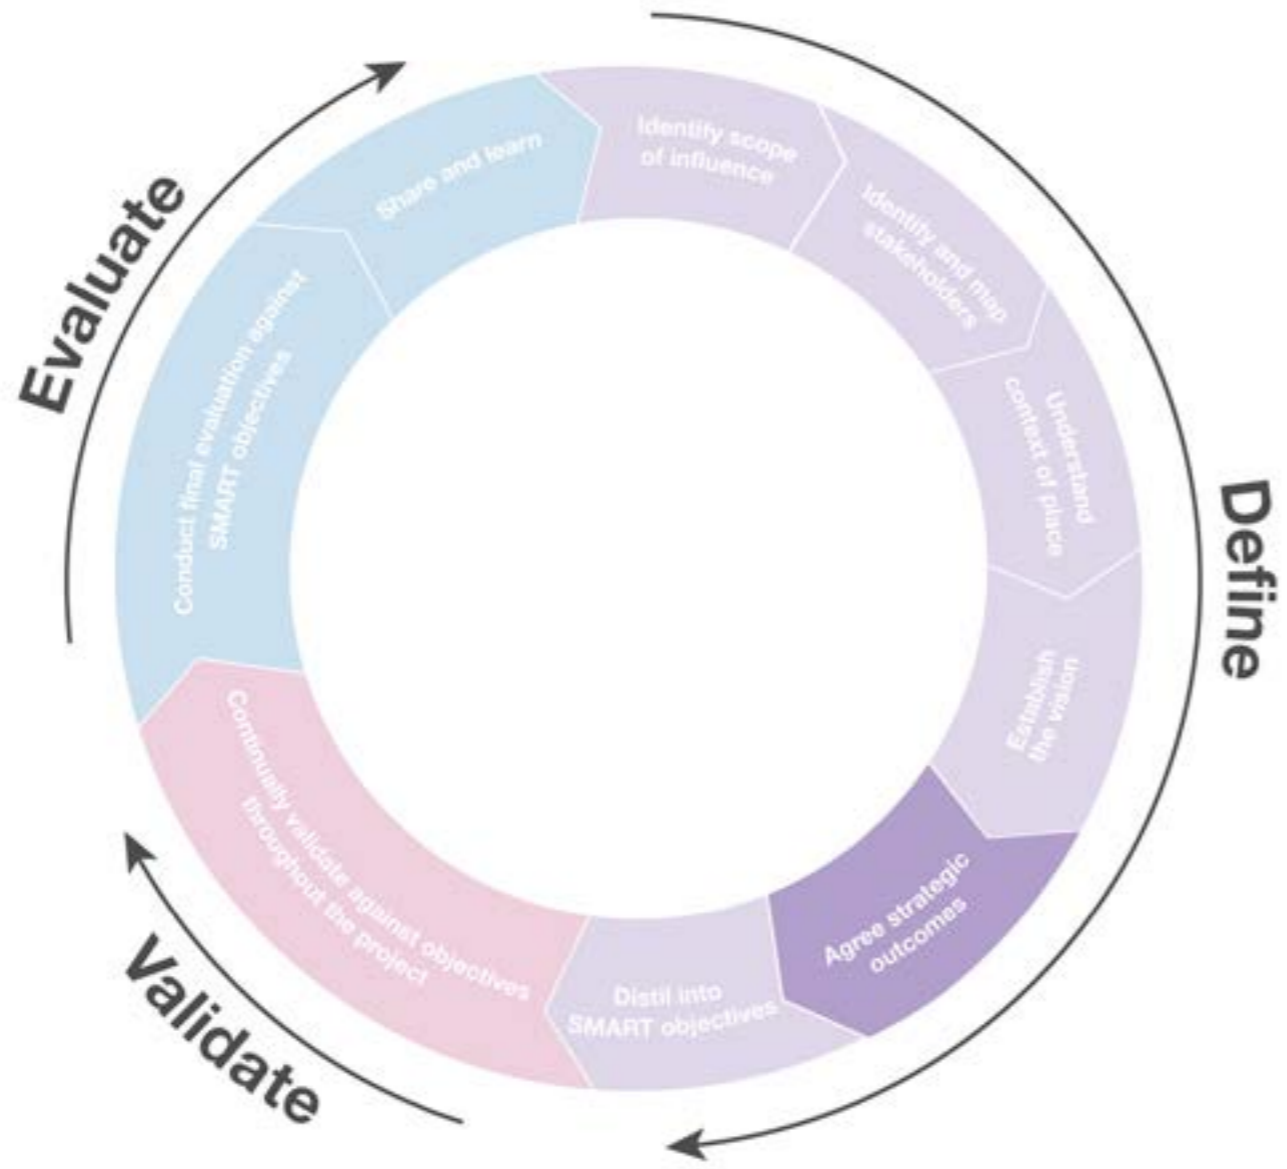 Identify scope
of influence
Identify and map
stakeholders
Understand
context of place
Establish
the vision
Agree strategic
outcomes
Distil into
SMART objectives
Continually validate against objectives
throughout the project
Conduct final evaluation against
SMART objectives
Share and learn
Define
Validate
Evaluate